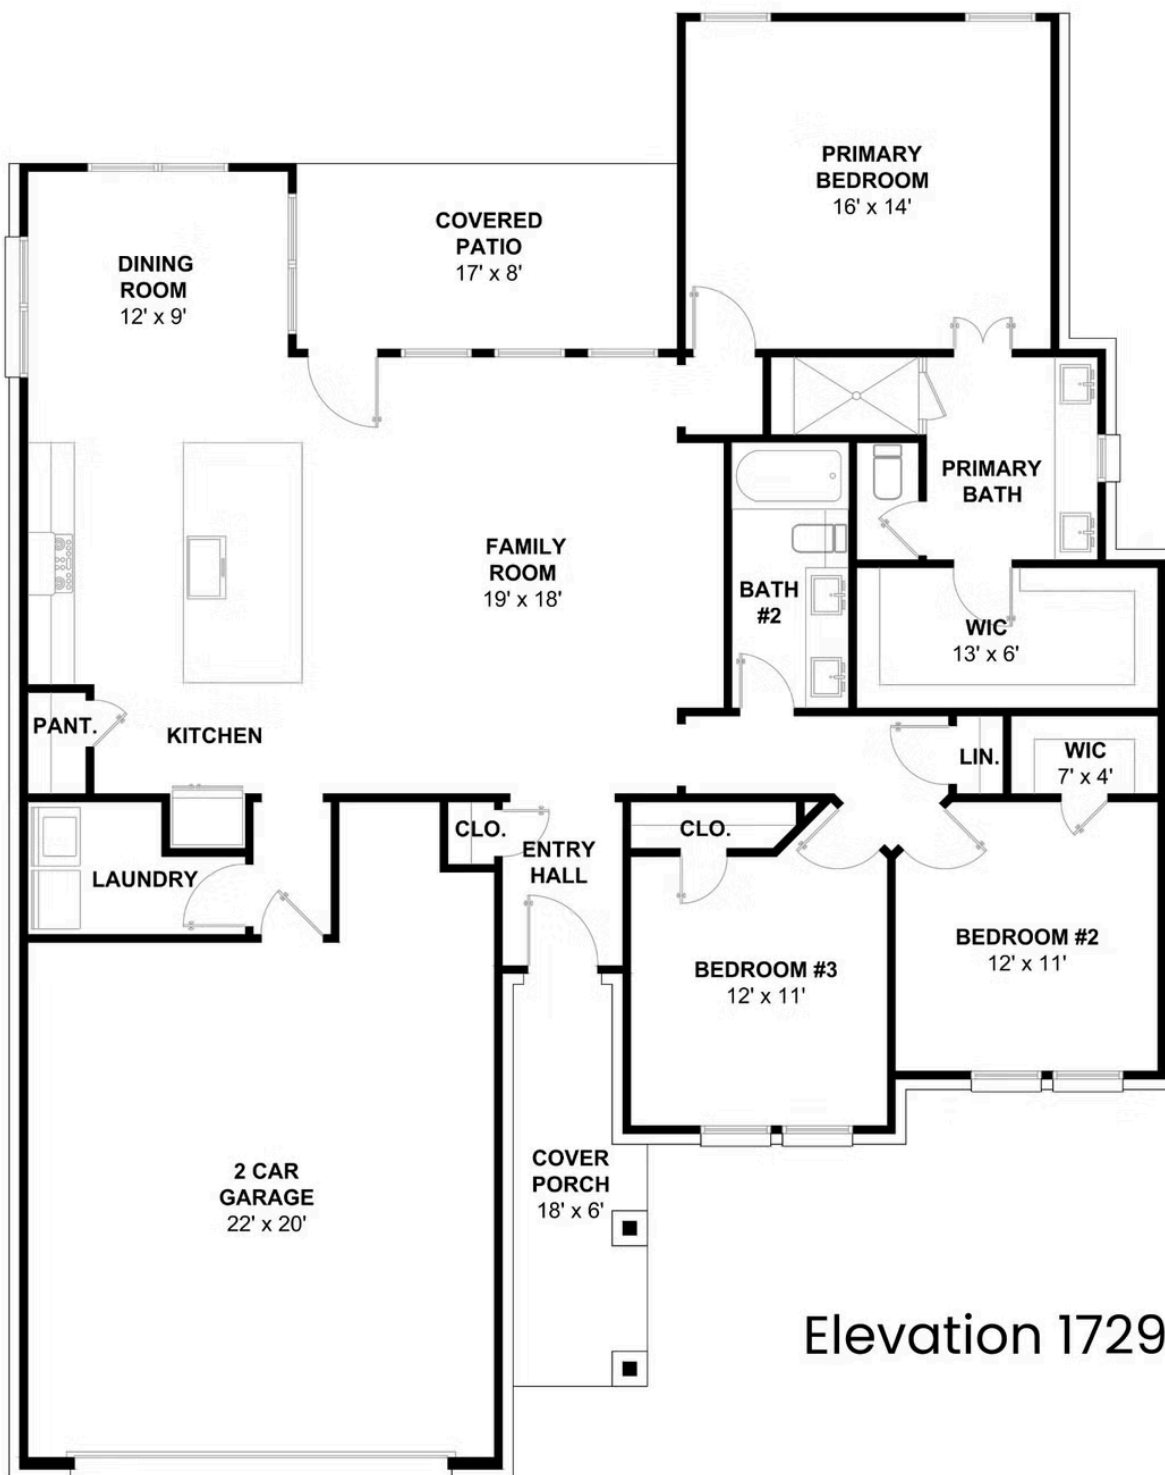 PRIMARY
BEDROOM
16' x 14'
COVERED
PATIO
17' x 8'
DINING
ROOM
12' x 9'
PRIMARY
BATH
FAMILY
ROOM
19' x 18'
BATH
#2
WIC
13' x 6'
PANT.
KITCHEN
LIN.
WIC
7' x 4'
CLO.
CLO.
ENTRY
HALL
LAUNDRY
BEDROOM #2
12' x 11'
BEDROOM #3
12' x 11'
2 CAR
GARAGE
22' x 20'
COVER
PORCH
18' x 6'
Elevation 1729